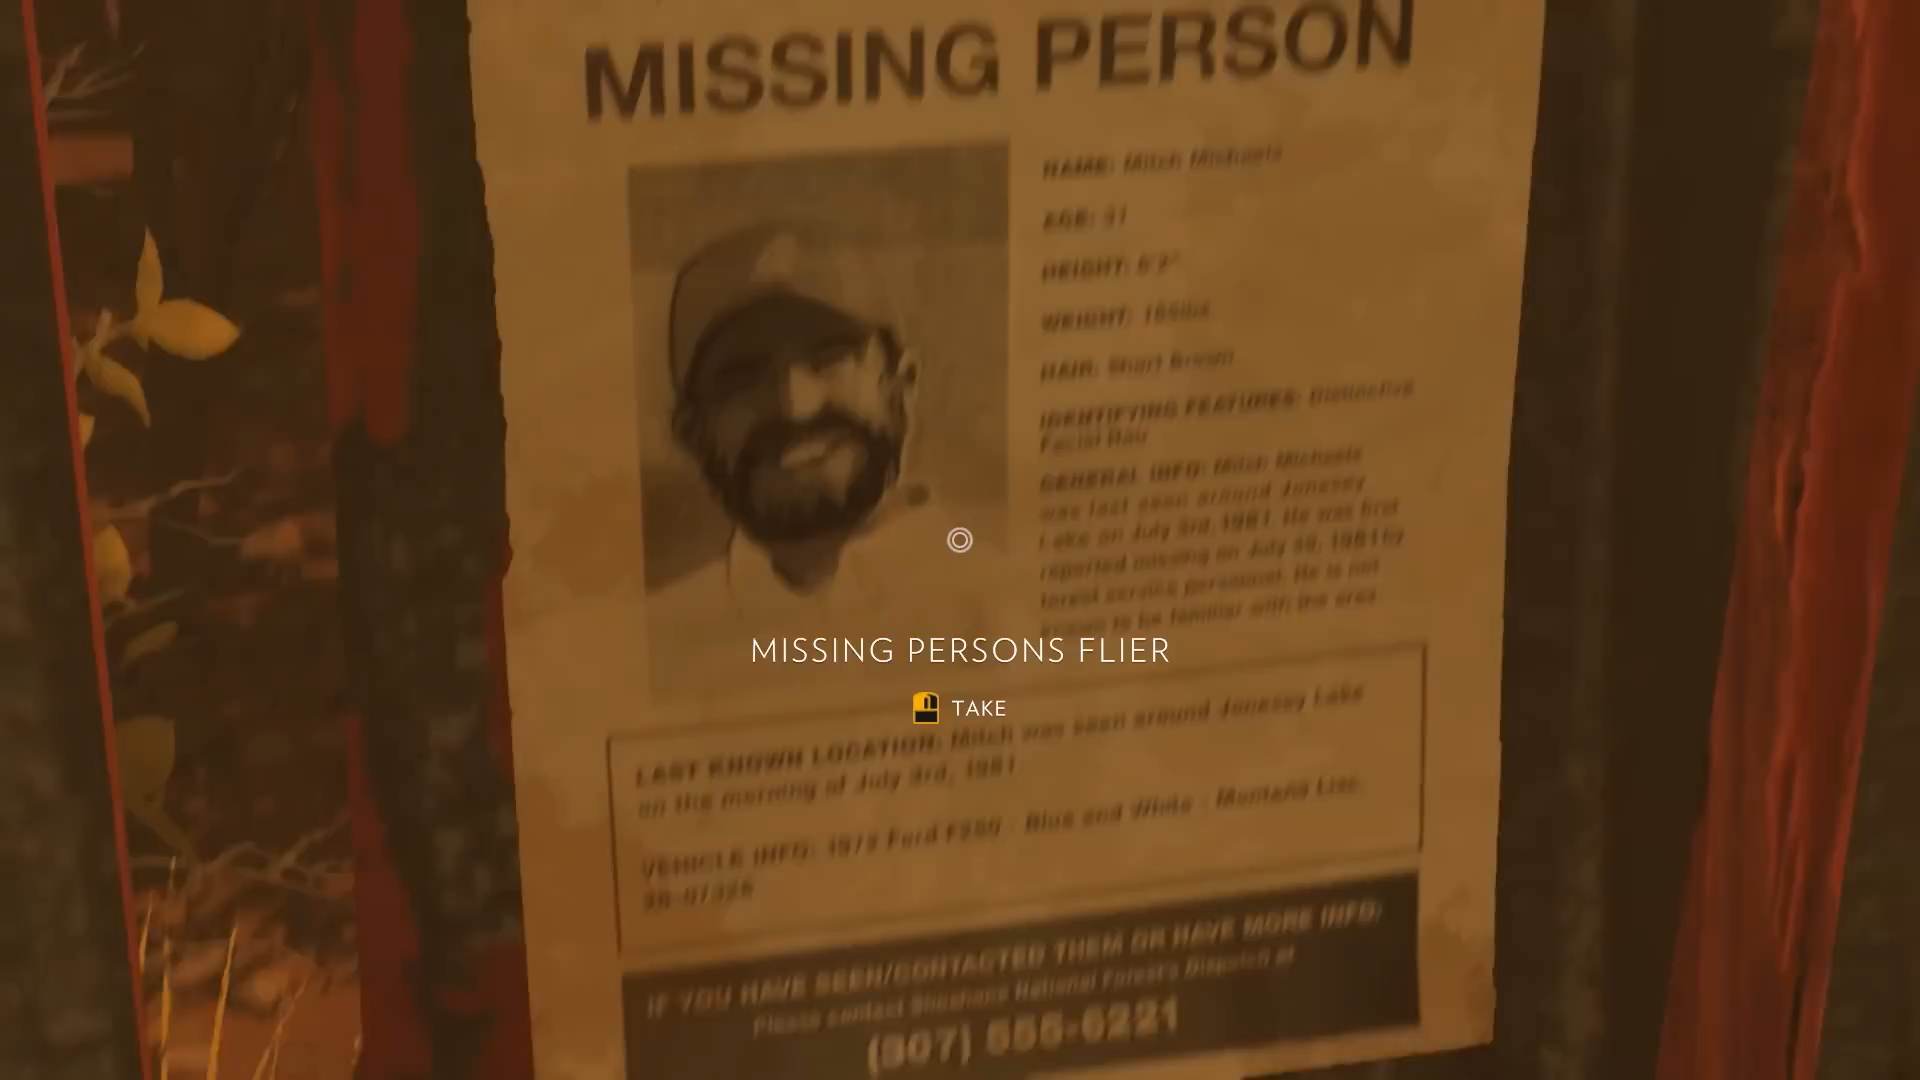 MISSING PERSON
NAME: Mitch Michaels
AGE: 31
HEIGHT: 6'2"
WEIGHT: 185lbs
HAIR: Short Brown
IDENTIFYING FEATURES: Distinctive
Facial Hair
GENERAL INFO: Mitch Michaels
was last seen around Jonesey
Lake on July 3rd, 1981. He was first
reported missing on July 1981 by
forest service personnel. He is not
known to be familiar with the area.
MISSING PERSONS FLIER
TAKE
LAST KNOWN LOCATION: Mitch was seen around Jonesey Lake
on the morning of July 3rd, 1981
VEHICLE INFO: 1972 Ford F250 - Blue and White - Montana Lisc.
IF YOU HAVE SEEN/CONTACTED THEM OR HAVE MORE INFO:
Please contact Shoshone National Forest's Dispatch at
(307) 555-6221